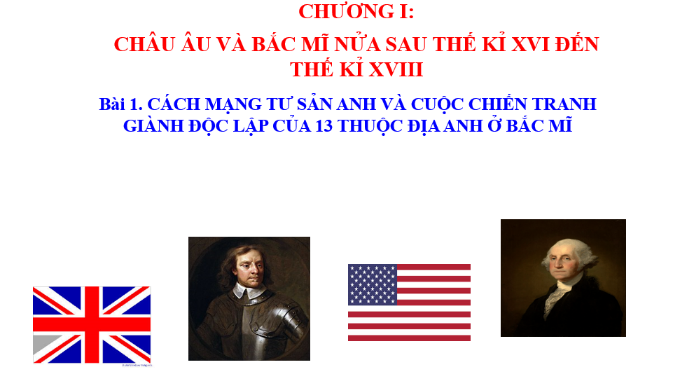 CHƯƠNG I:
CHÂU ÂU VÀ BẮC MĨ NỬA SAU THẾ KỈ XVI ĐẾN
THẾ KỈ XVIII
Bài 1. CÁCH MẠNG TƯ SẢN ANH VÀ CUỘC CHIẾN TRANH
GIÀNH ĐỘC LẬP CỦA 13 THUỘC ĐỊA ANH Ở BẮC MĨ